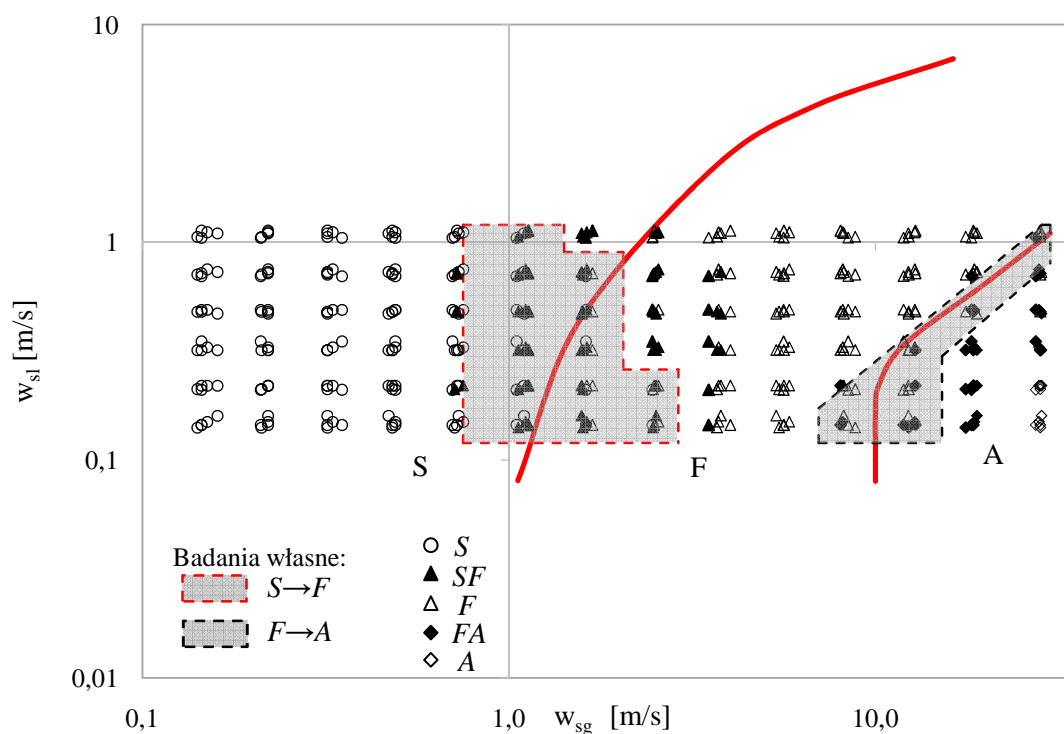 10
1
0,1
0,01
w_sl [m/s]
S
F
A
Badania własne:
S→F
F→A
S
SF
F
FA
A
0,1
1,0
w_sg [m/s]
10,0